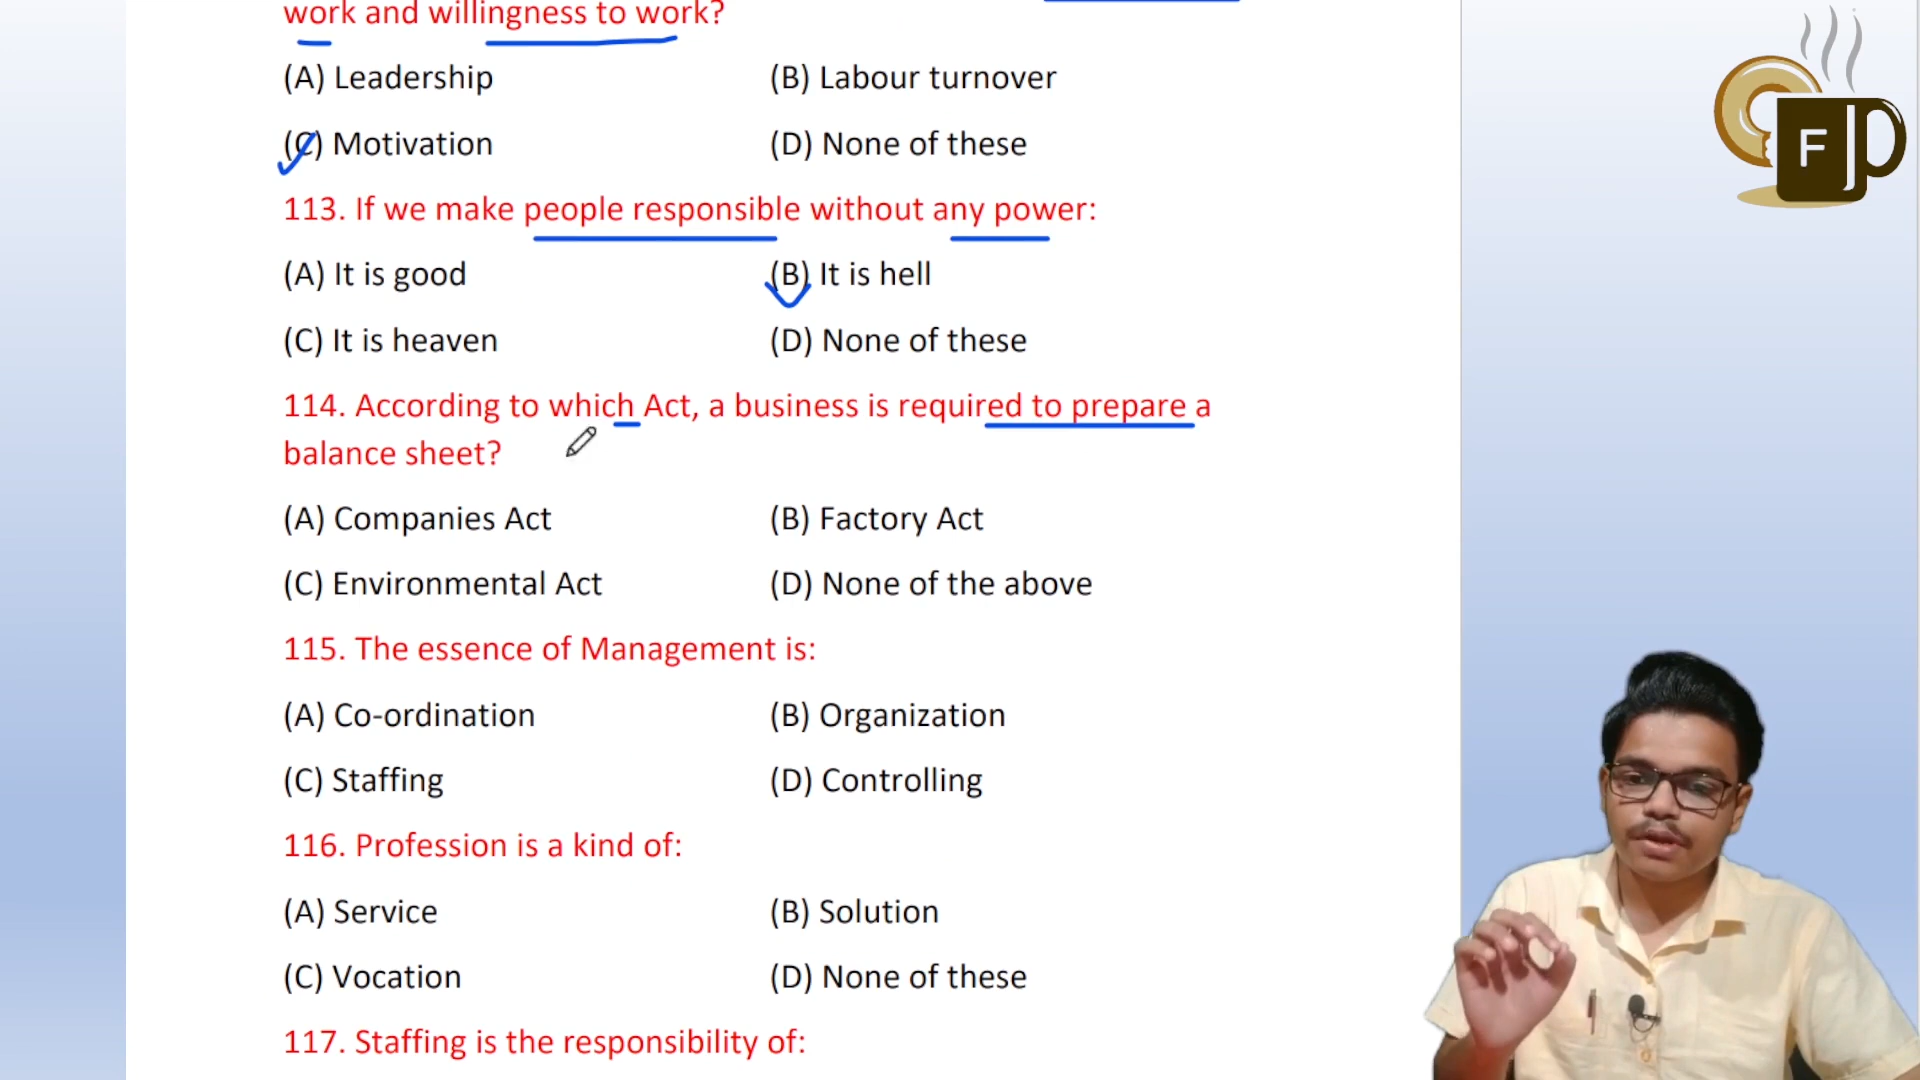 work and willingness to work?
(A) Leadership (B) Labour turnover
(C) Motivation (D) None of these
113. If we make people responsible without any power:
(A) It is good (B) It is hell
(C) It is heaven (D) None of these
114. According to which Act, a business is required to prepare a
balance sheet?
(A) Companies Act (B) Factory Act
(C) Environmental Act (D) None of the above
115. The essence of Management is:
(A) Co-ordination (B) Organization
(C) Staffing (D) Controlling
116. Profession is a kind of:
(A) Service (B) Solution
(C) Vocation (D) None of these
117. Staffing is the responsibility of:
F